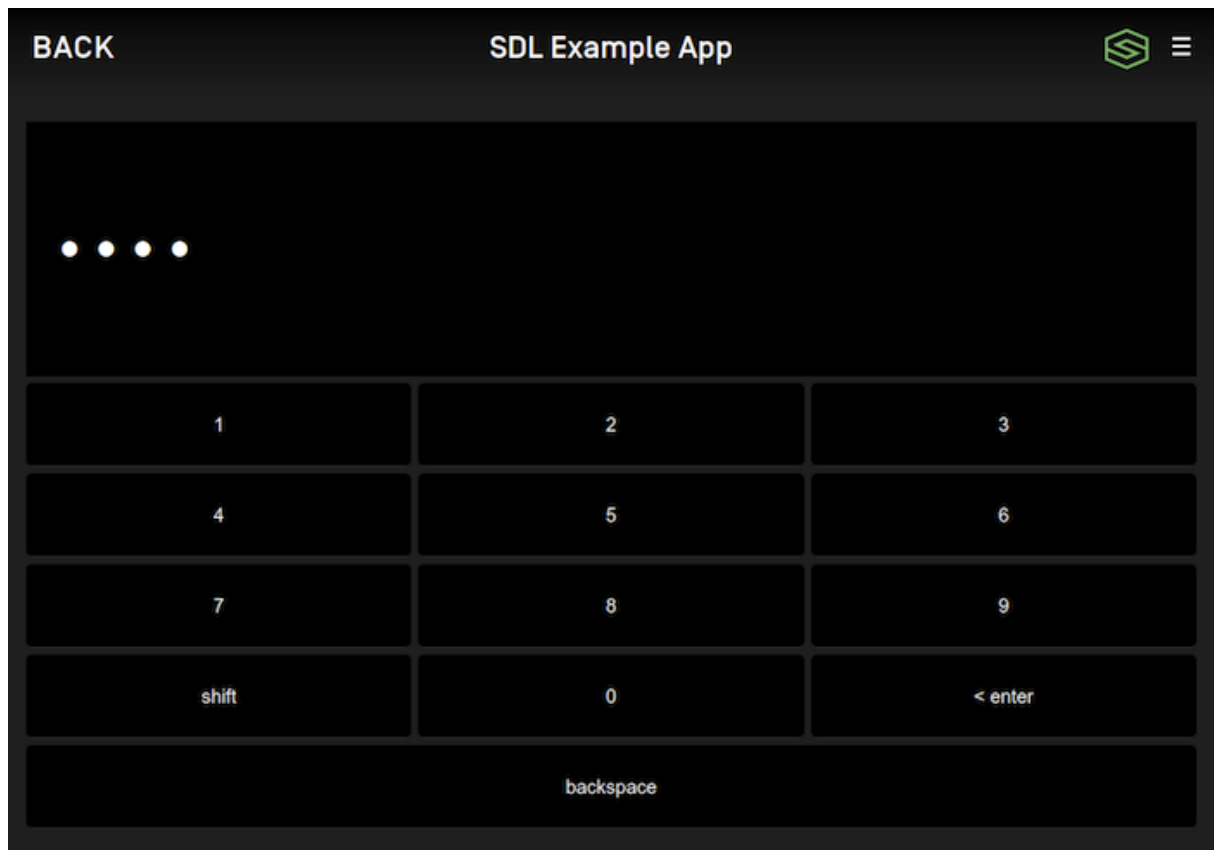 BACK SDL Example App
••••
1 2 3
4 5 6
7 8 9
shift 0 < enter
backspace